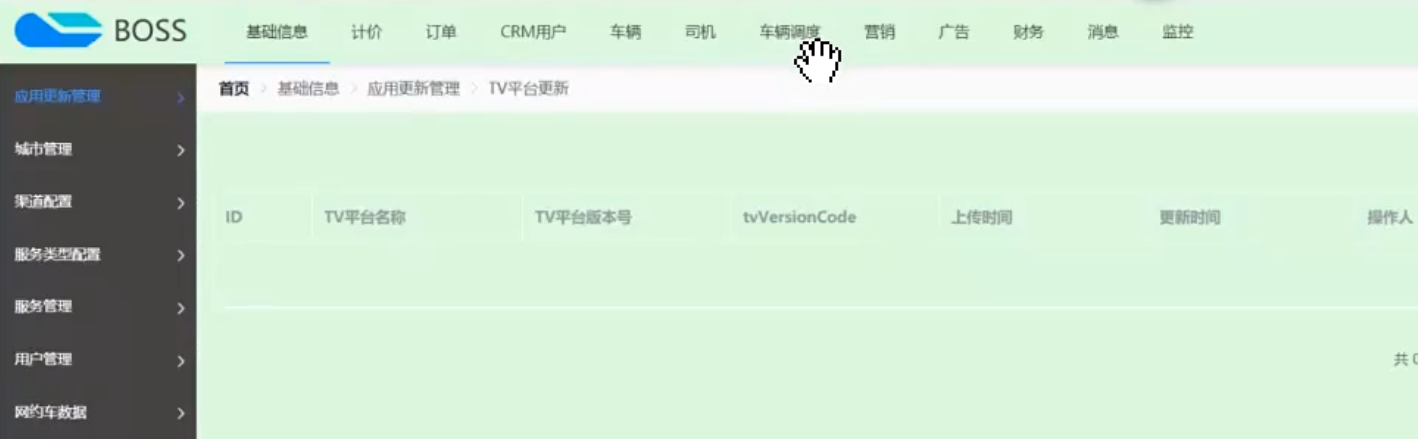 BOSS 基础信息 计价 订单 CRM用户 车辆 司机 车辆调度 营销 广告 财务 消息 监控
首页 基础信息 应用更新管理 TV平台更新
应用更新管理
城市管理
渠道配置
服务类型配置
服务管理
用户管理
网约车数据
ID TV平台名称 TV平台版本号 tvVersionCode 上传时间 更新时间 操作人
共